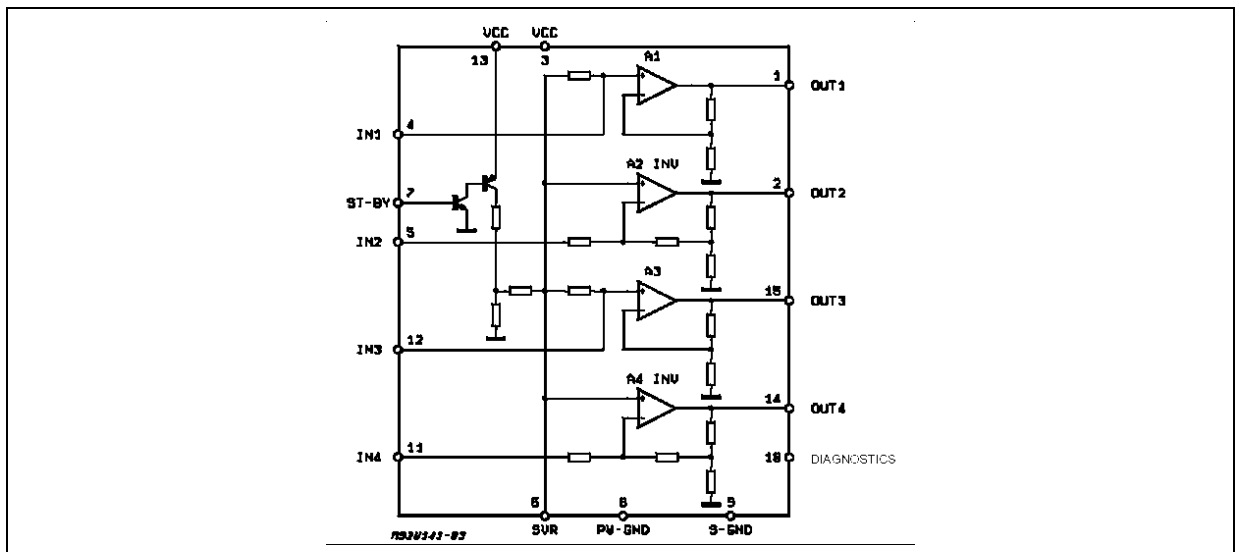 VCC VCC
13 3
A1
1 OUT1
4
IN1
A2 INV
7
2 OUT2
ST-BY
5
IN2
A3
15 OUT3
12
IN3
A4 INV
14 OUT4
11
IN4
DIAGNOSTICS
6 8 9
SVR PW-GND S-GND